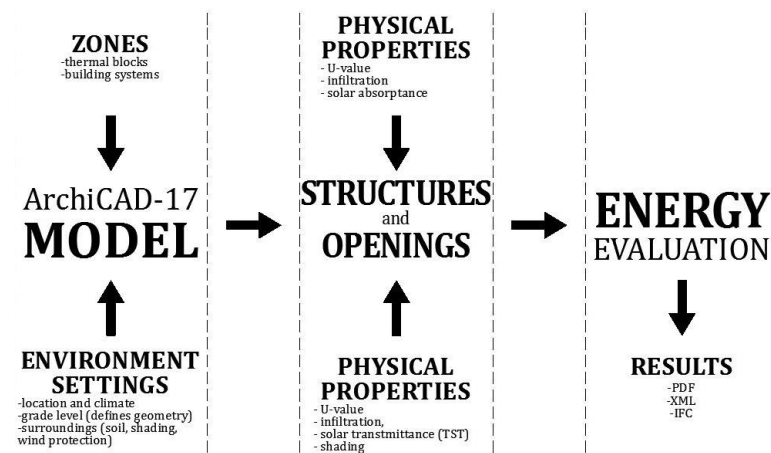 ZONES
-thermal blocks
-building systems
ArchiCAD-17
MODEL
ENVIRONMENT
SETTINGS
-location and climate
-grade level (defines geometry)
-surroundings (soil, shading,
wind protection)
PHYSICAL
PROPERTIES
- U-value
- infiltration
- solar absorptance
STRUCTURES
and
OPENINGS
PHYSICAL
PROPERTIES
- U-value
- infiltration,
- solar transtmittance (TST)
- shading
ENERGY
EVALUATION
RESULTS
-PDF
-XML
-IFC